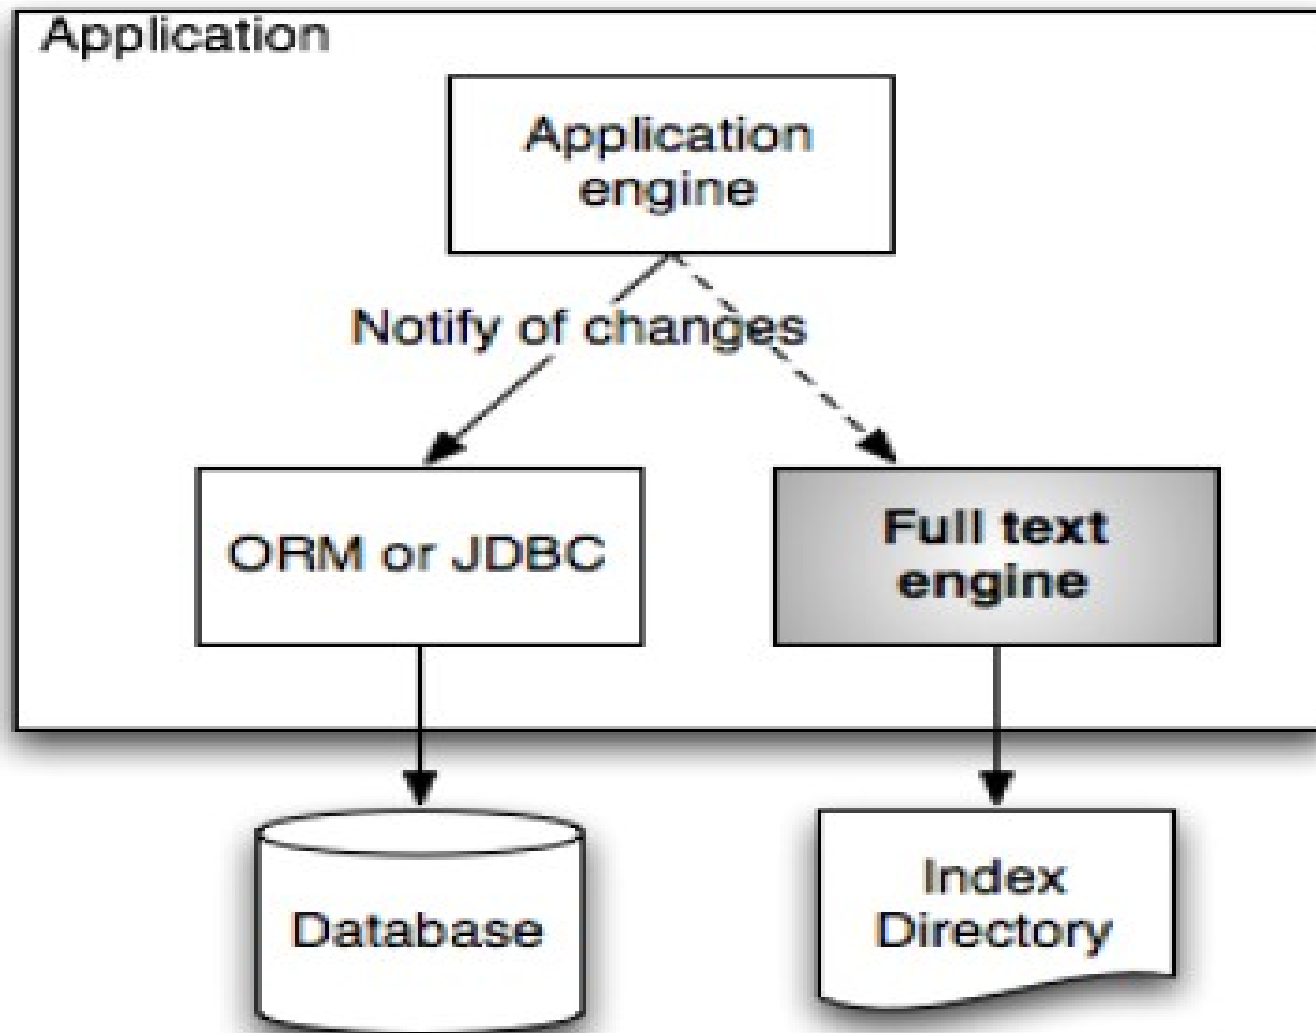 Application
Application
engine
Notify of changes
ORM or JDBC
Full text
engine
Database
Index
Directory